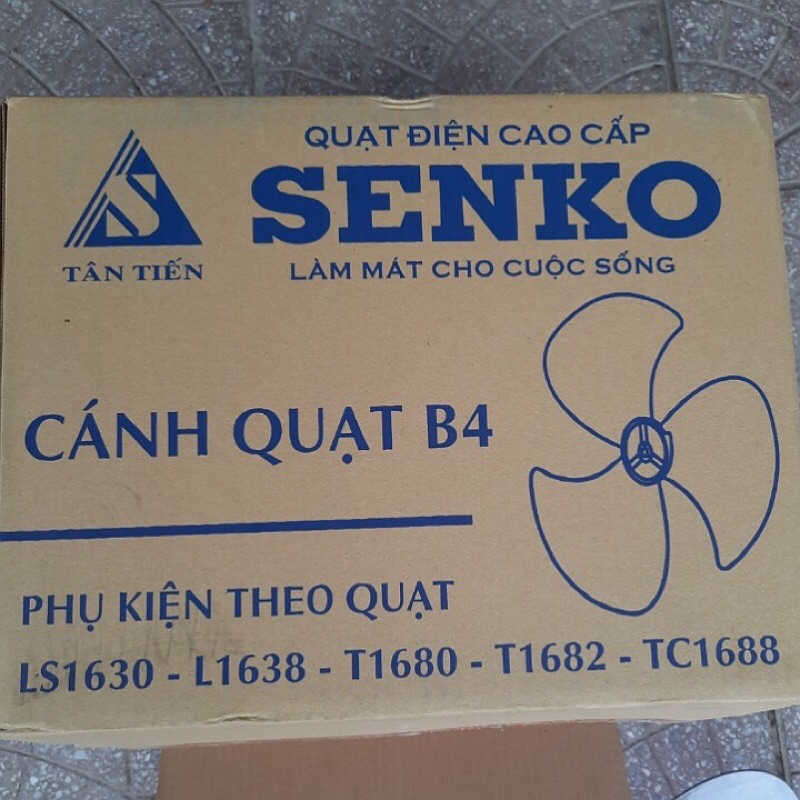 QUẠT ĐIỆN CAO CẤP
SENKO
LÀM MÁT CHO CUỘC SỐNG
TÂN TIẾN
CÁNH QUẠT B4
PHỤ KIỆN THEO QUẠT
LS1630 - L1638 - T1680 - T1682 - TC1688